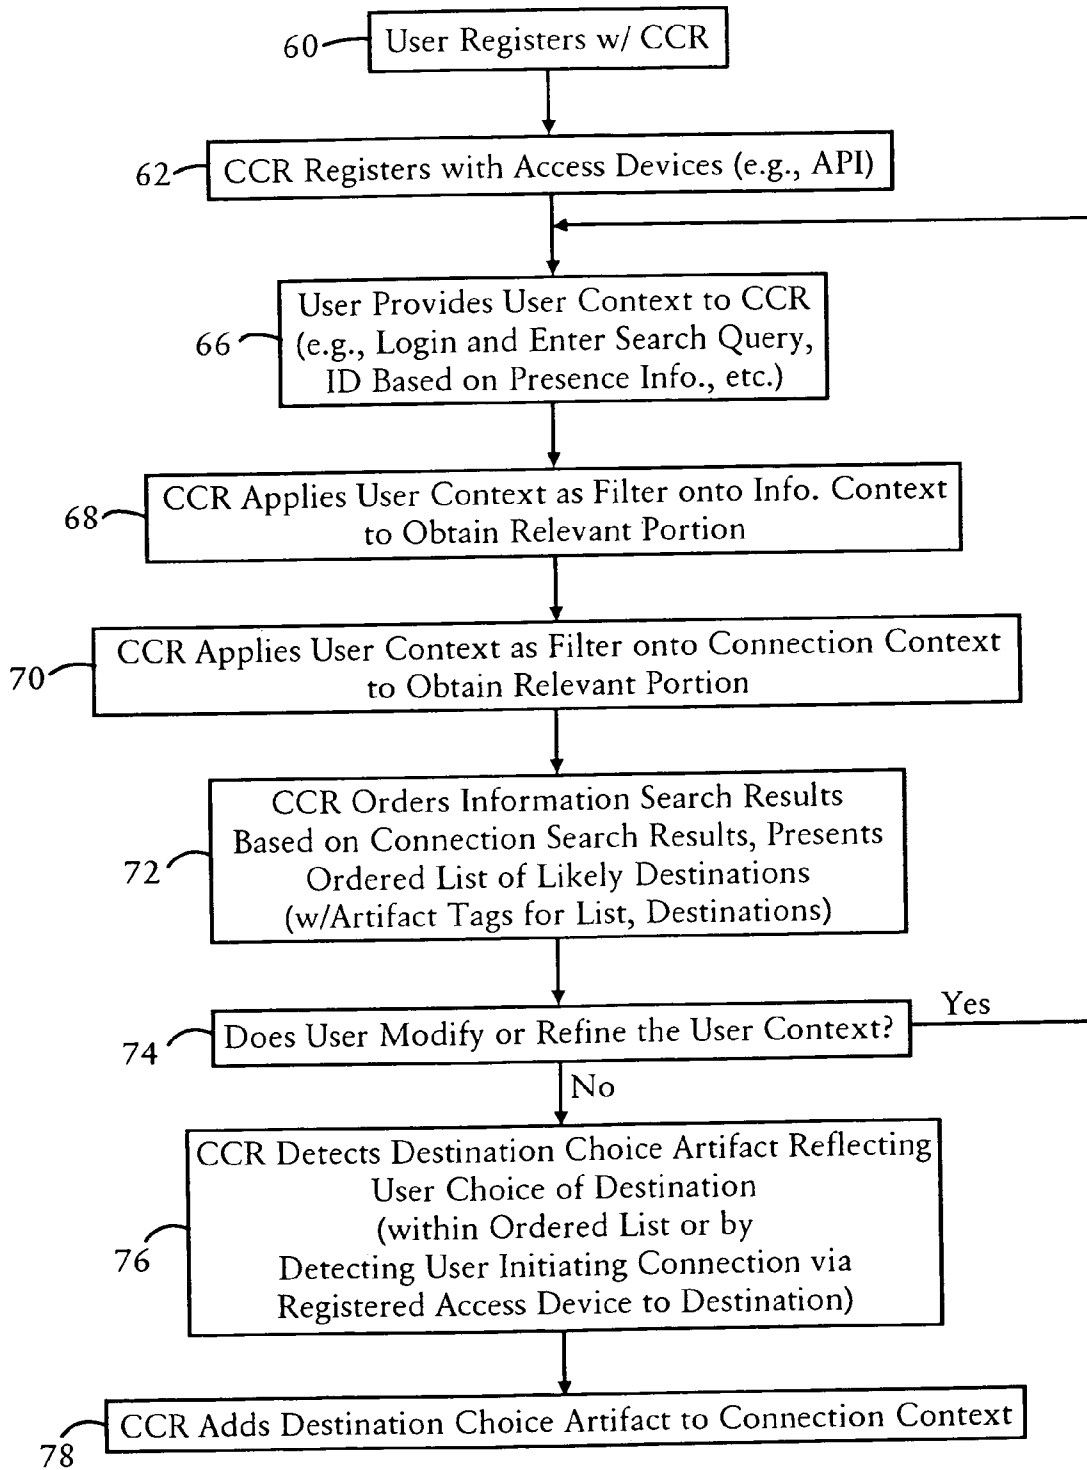 60
User Registers w/ CCR
62
CCR Registers with Access Devices (e.g., API)
66
User Provides User Context to CCR
(e.g., Login and Enter Search Query,
ID Based on Presence Info., etc.)
68
CCR Applies User Context as Filter onto Info. Context
to Obtain Relevant Portion
70
CCR Applies User Context as Filter onto Connection Context
to Obtain Relevant Portion
72
CCR Orders Information Search Results
Based on Connection Search Results, Presents
Ordered List of Likely Destinations
(w/Artifact Tags for List, Destinations)
74
Does User Modify or Refine the User Context?
Yes
No
76
CCR Detects Destination Choice Artifact Reflecting
User Choice of Destination
(within Ordered List or by
Detecting User Initiating Connection via
Registered Access Device to Destination)
78
CCR Adds Destination Choice Artifact to Connection Context